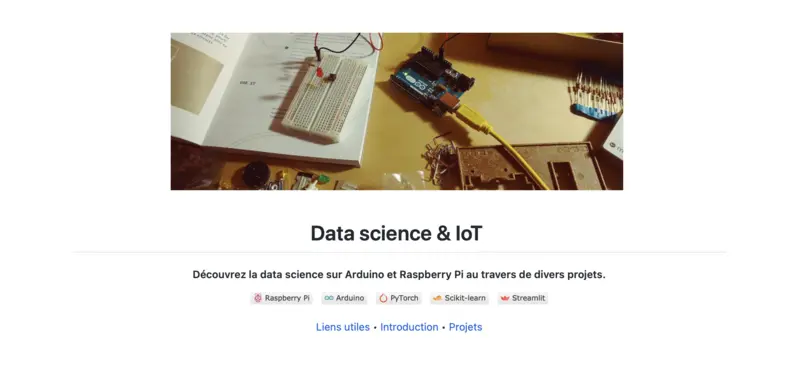 Data science & IoT
Découvrez la data science sur Arduino et Raspberry Pi au travers de divers projets.
Raspberry Pi Arduino PyTorch Scikit-learn Streamlit
Liens utiles • Introduction • Projets